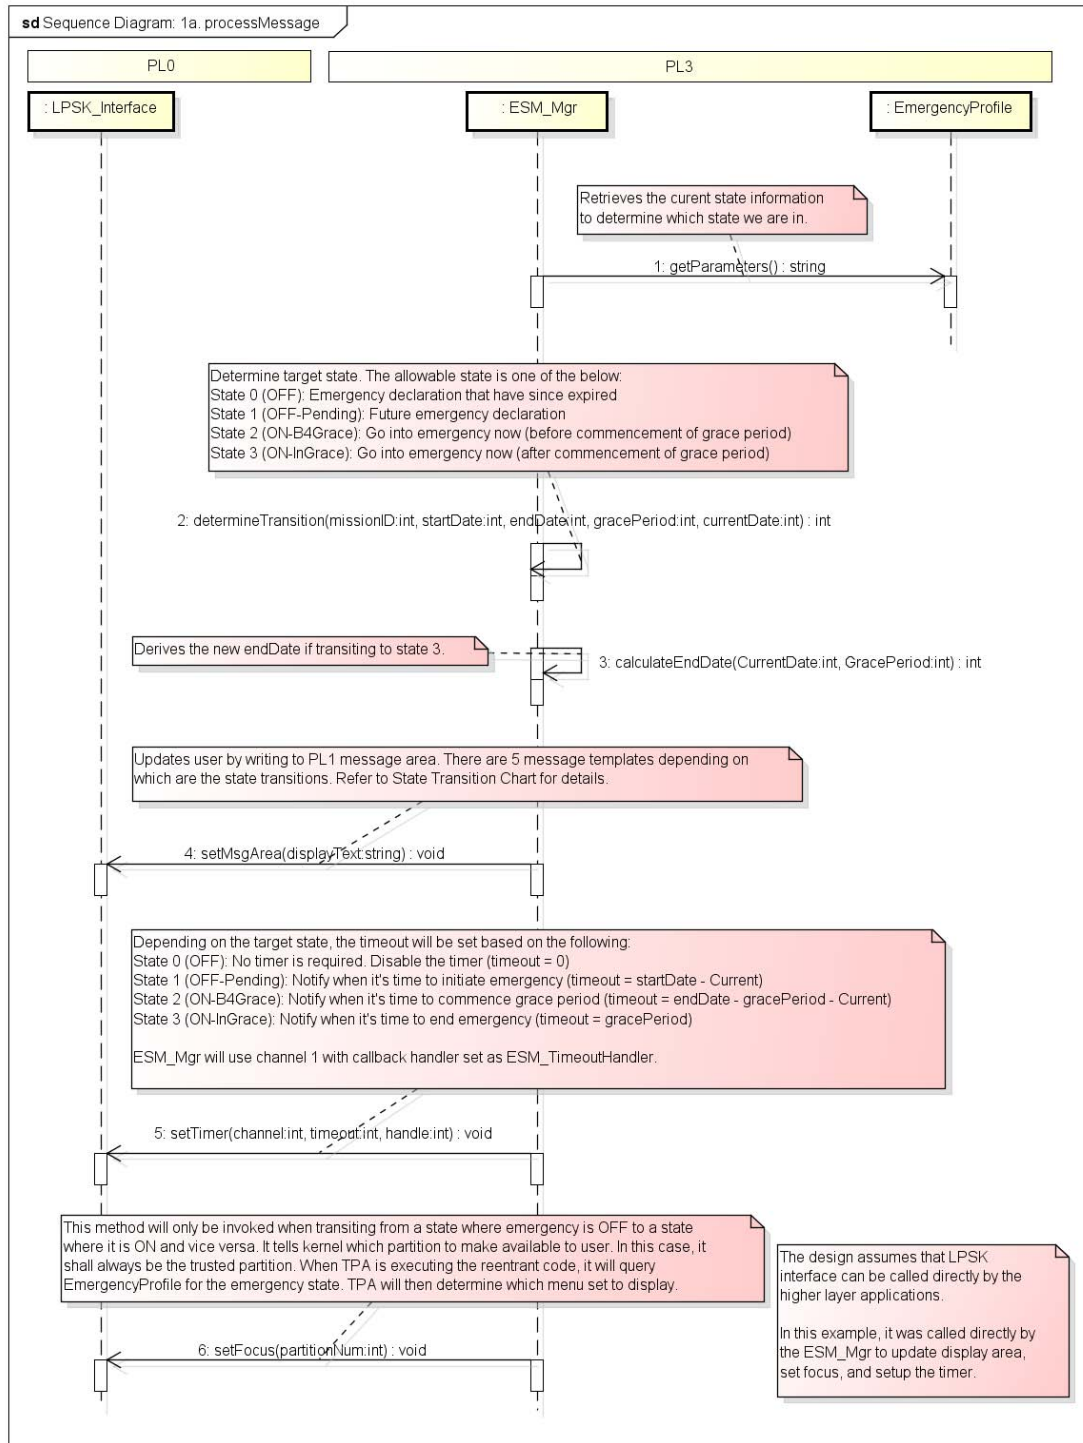 sd Sequence Diagram: 1a. processMessage
PL0
PL3
: LPSK_Interface
: ESM_Mgr
: EmergencyProfile
Retrieves the curent state information
to determine which state we are in.
1: getParameters() : string
Determine target state. The allowable state is one of the below:
State 0 (OFF): Emergency declaration that have since expired
State 1 (OFF-Pending): Future emergency declaration
State 2 (ON-B4Grace): Go into emergency now (before commencement of grace period)
State 3 (ON-InGrace): Go into emergency now (after commencement of grace period)
2: determineTransition(missionID:int, startDate:int, endDate:int, gracePeriod:int, currentDate:int) : int
Derives the new endDate if transiting to state 3.
3: calculateEndDate(CurrentDate:int, GracePeriod:int) : int
Updates user by writing to PL1 message area. There are 5 message templates depending on
which are the state transitions. Refer to State Transition Chart for details.
4: setMsgArea(displayText:string) : void
Depending on the target state, the timeout will be set based on the following:
State 0 (OFF): No timer is required. Disable the timer (timeout = 0)
State 1 (OFF-Pending): Notify when it's time to initiate emergency (timeout = startDate - Current)
State 2 (ON-B4Grace): Notify when it's time to commence grace period (timeout = endDate - gracePeriod - Current)
State 3 (ON-InGrace): Notify when it's time to end emergency (timeout = gracePeriod)
ESM_Mgr will use channel 1 with callback handler set as ESM_TimeoutHandler.
5: setTimer(channel:int, timeout:int, handle:int) : void
This method will only be invoked when transiting from a state where emergency is OFF to a state
where it is ON and vice versa. It tells kernel which partition to make available to user. In this case, it
shall always be the trusted partition. When TPA is executing the reentrant code, it will query
EmergencyProfile for the emergency state. TPA will then determine which menu set to display.
6: setFocus(partitionNum:int) : void
The design assumes that LPSK
interface can be called directly by the
higher layer applications.
In this example, it was called directly by
the ESM_Mgr to update display area,
set focus, and setup the timer.